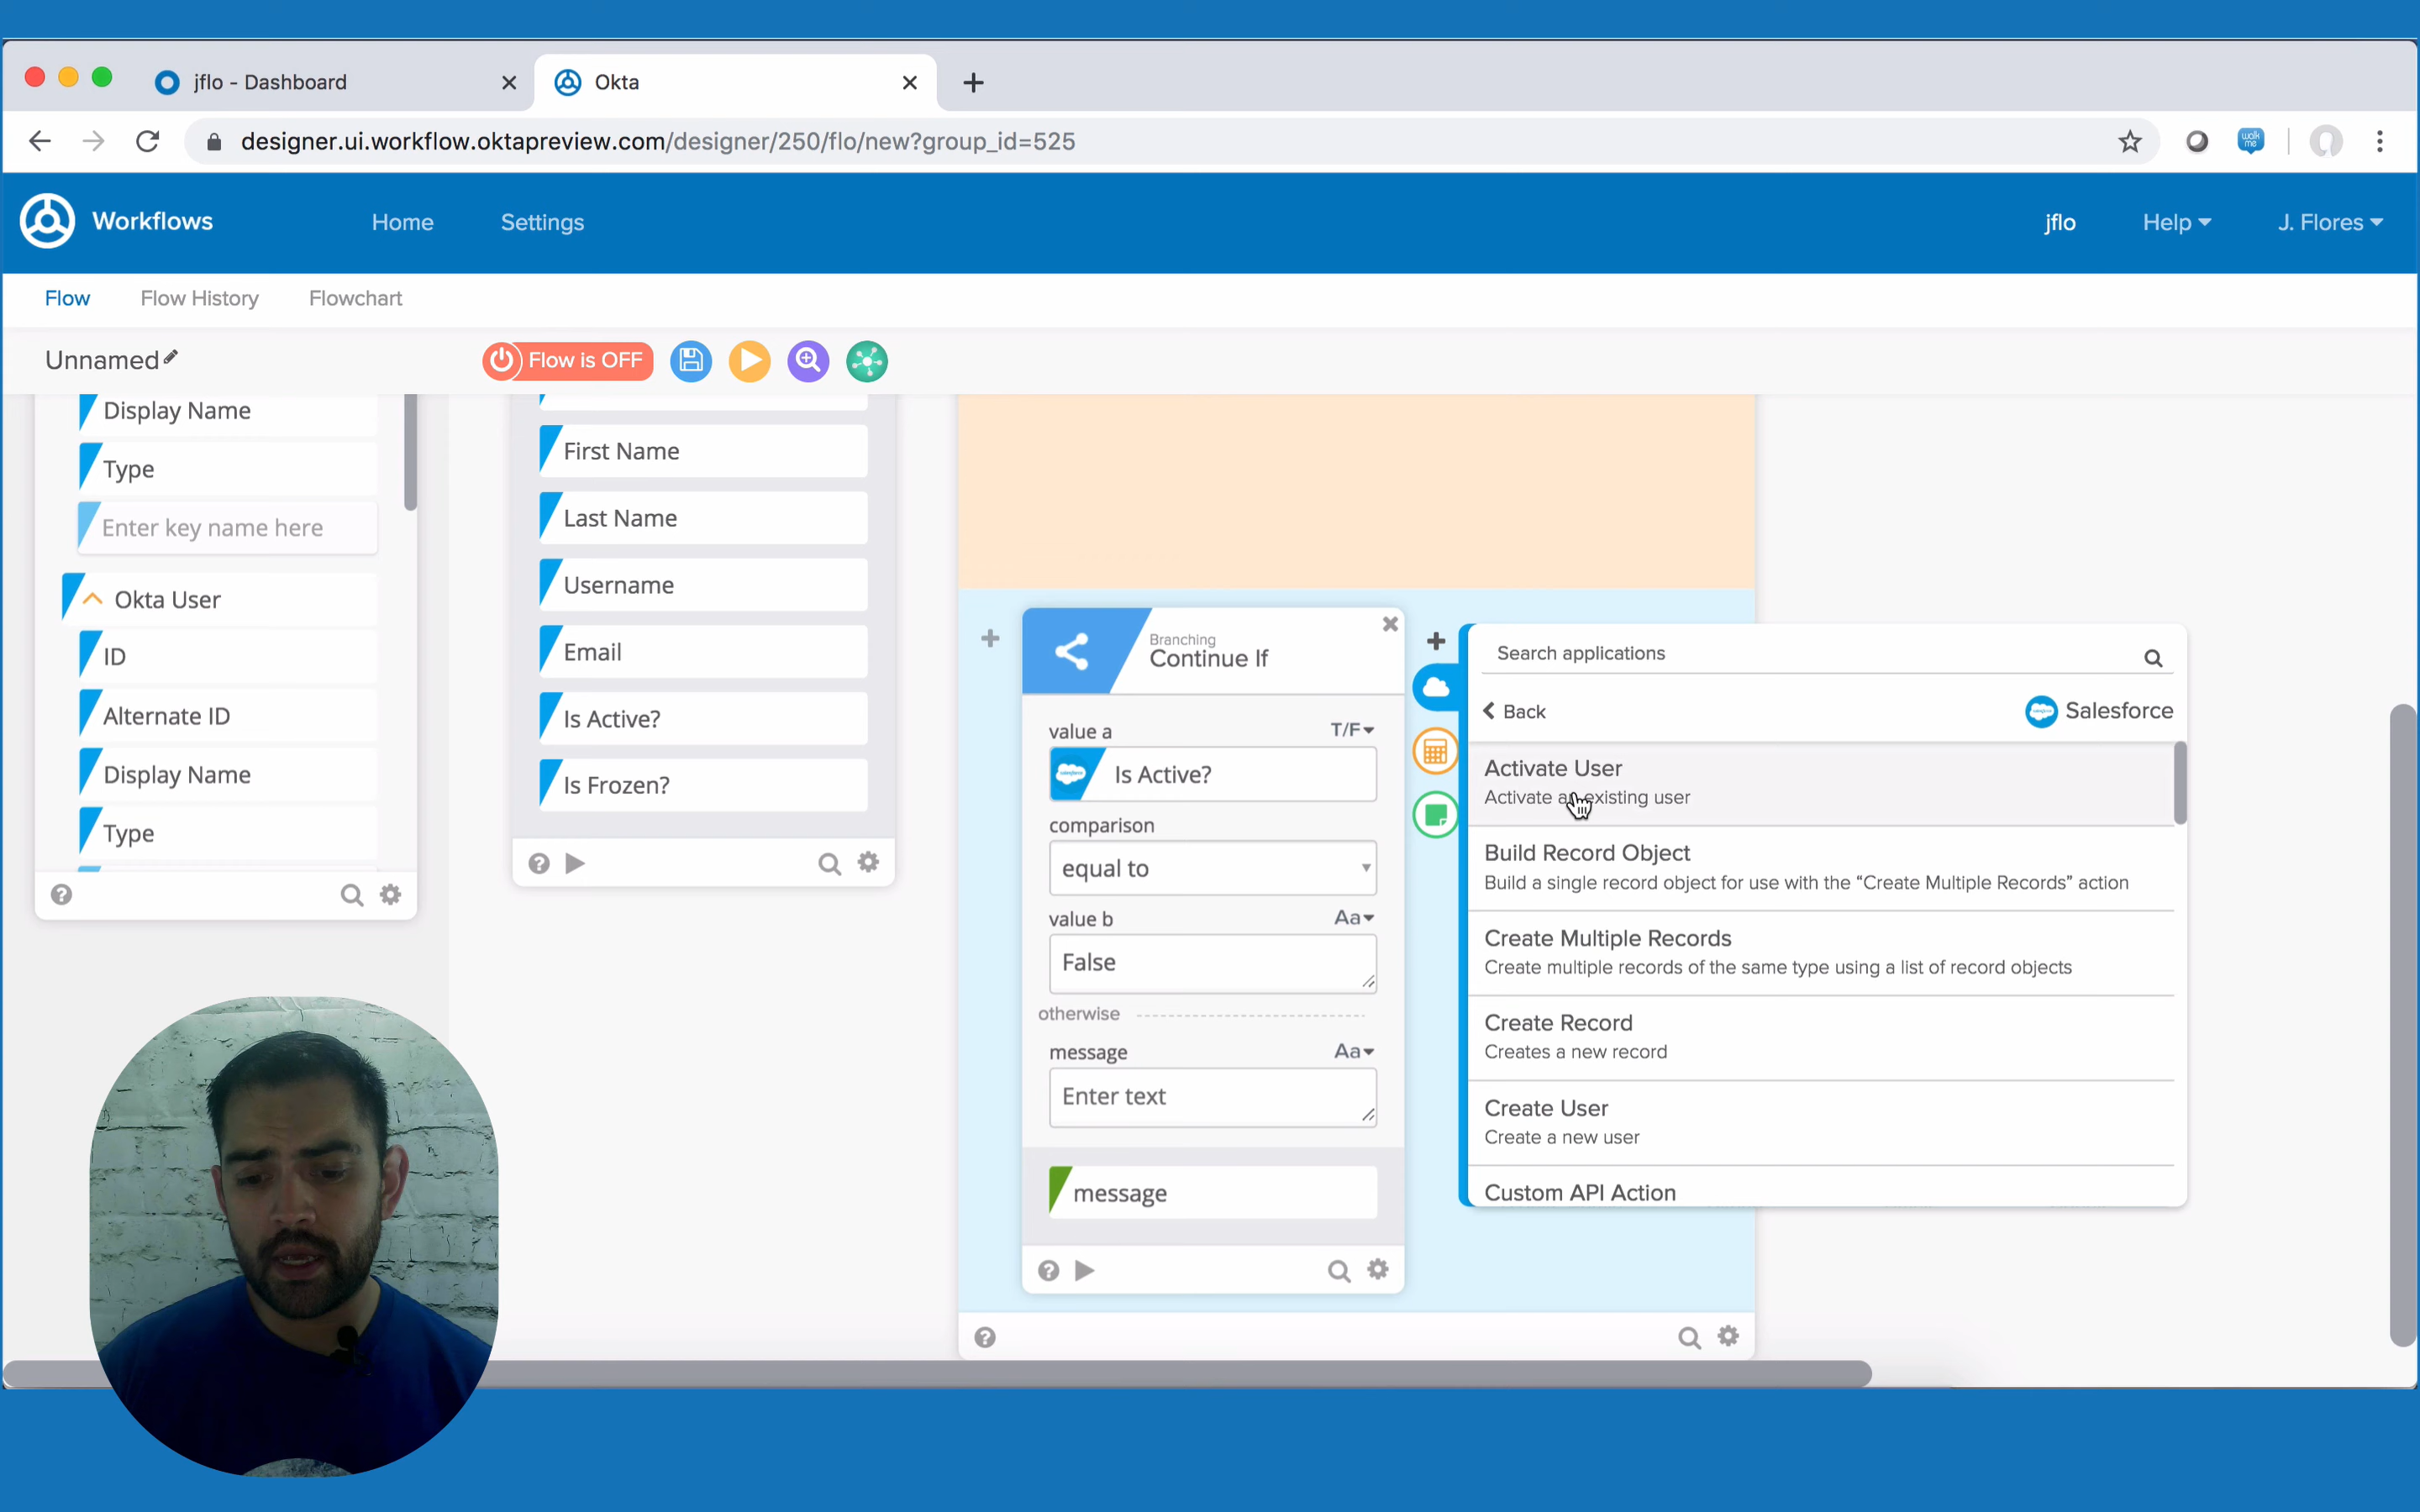 jflo - Dashboard
Okta
designer.ui.workflow.oktapreview.com/designer/250/flo/new?group_id=525
walk
me
Workflows
Home
Settings
jflo
Help
J. Flores
Flow
Flow History
Flowchart
Unnamed
Flow is OFF
Display Name
Type
Enter key name here
Okta User
ID
Alternate ID
Display Name
Type
First Name
Last Name
Username
Email
Is Active?
Is Frozen?
Branching
Continue If
value a
T/F
Is Active?
comparison
equal to
value b
Aa
False
otherwise
message
Aa
Enter text
message
Search applications
Back
Salesforce
Activate User
Activate an existing user
Build Record Object
Build a single record object for use with the “Create Multiple Records” action
Create Multiple Records
Create multiple records of the same type using a list of record objects
Create Record
Creates a new record
Create User
Create a new user
Custom API Action